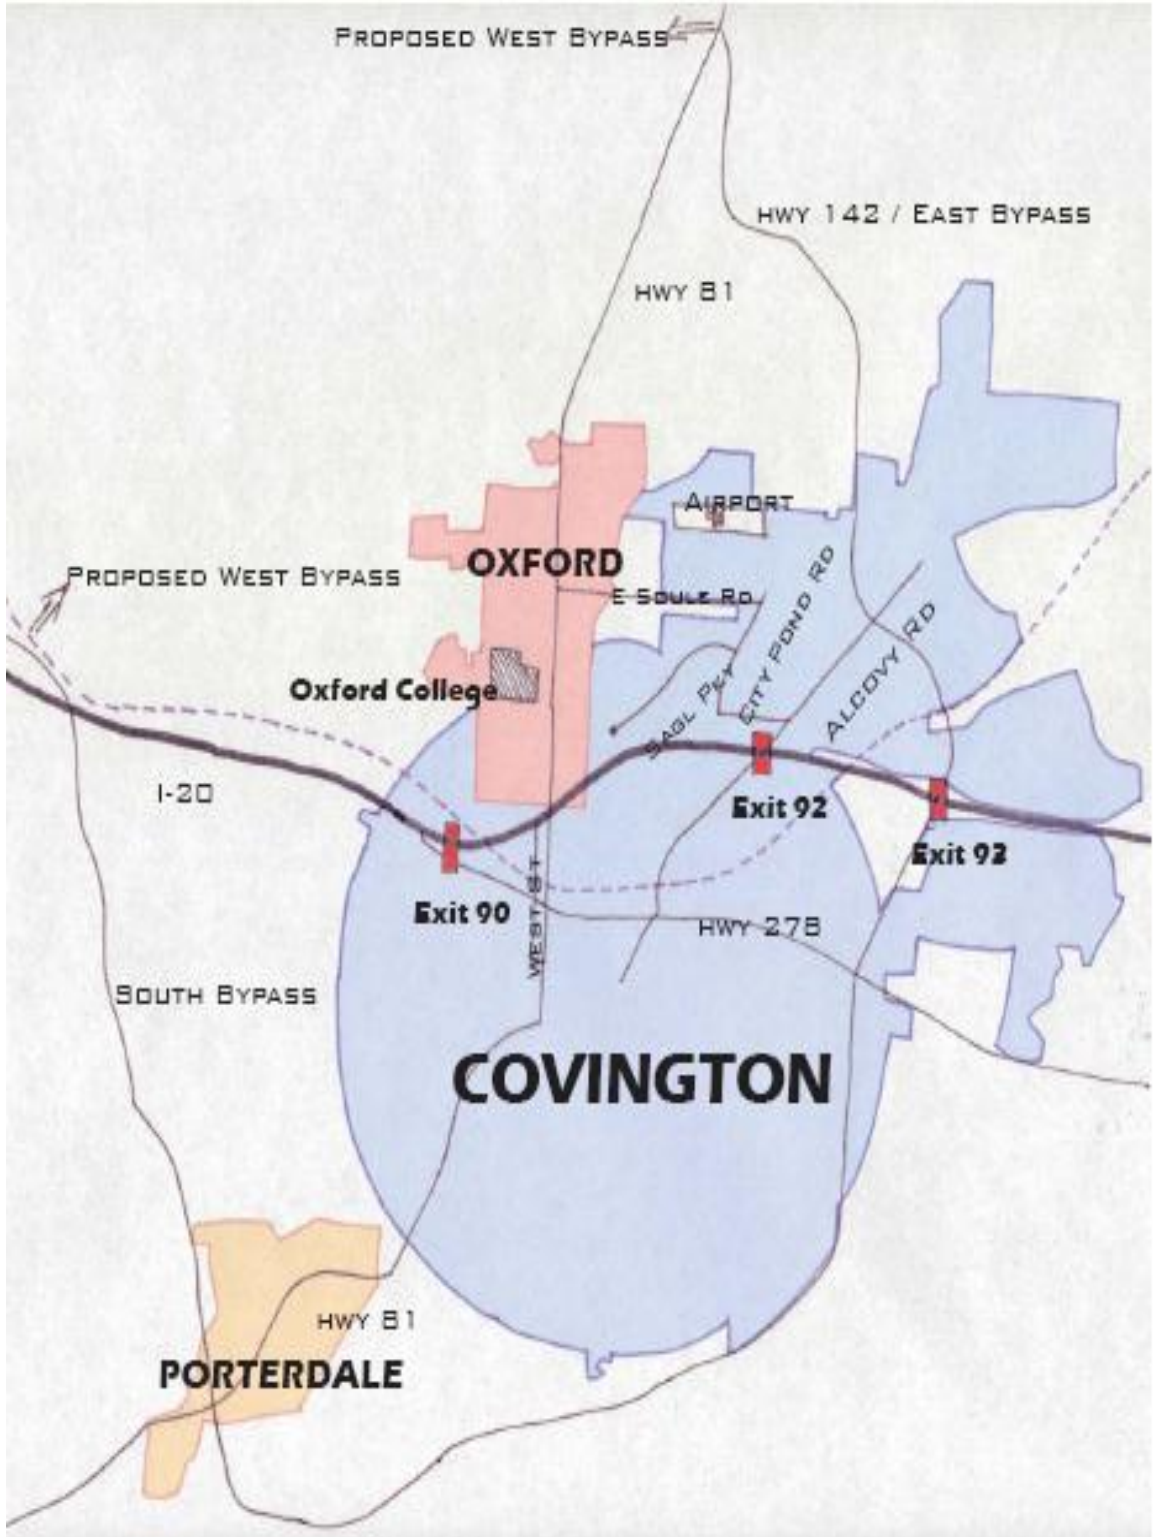 PROPOSED WEST BYPASS
HWY 142 / EAST BYPASS
HWY 81
AIRPORT
OXFORD
PROPOSED WEST BYPASS
E SOULE RD
CITY POND RD
ALCOVY RD
Oxford College
SAGL PKY
I-20
Exit 92
Exit 93
Exit 90
WEST ST
HWY 278
SOUTH BYPASS
COVINGTON
HWY 81
PORTERDALE